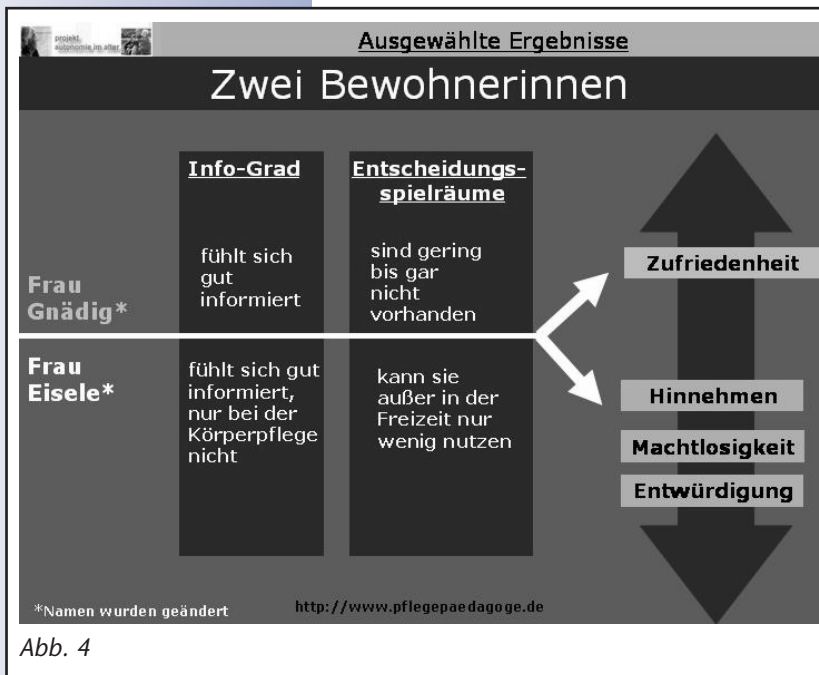 projekt
autonomie im alter
Ausgewählte Ergebnisse
Zwei Bewohnerinnen
Info-Grad
Entscheidungs-
spielräume
Frau
Gnädig*
fühlt sich
gut
informiert
sind gering
bis gar
nicht
vorhanden
Zufriedenheit
Frau
Eisele*
fühlt sich gut
informiert,
nur bei der
Körperpflege
nicht
kann sie
außer in der
Freizeit nur
wenig nutzen
Hinnehmen
Machtlosigkeit
Entwürdigung
*Namen wurden geändert
http://www.pflegepaedagoge.de
Abb. 4